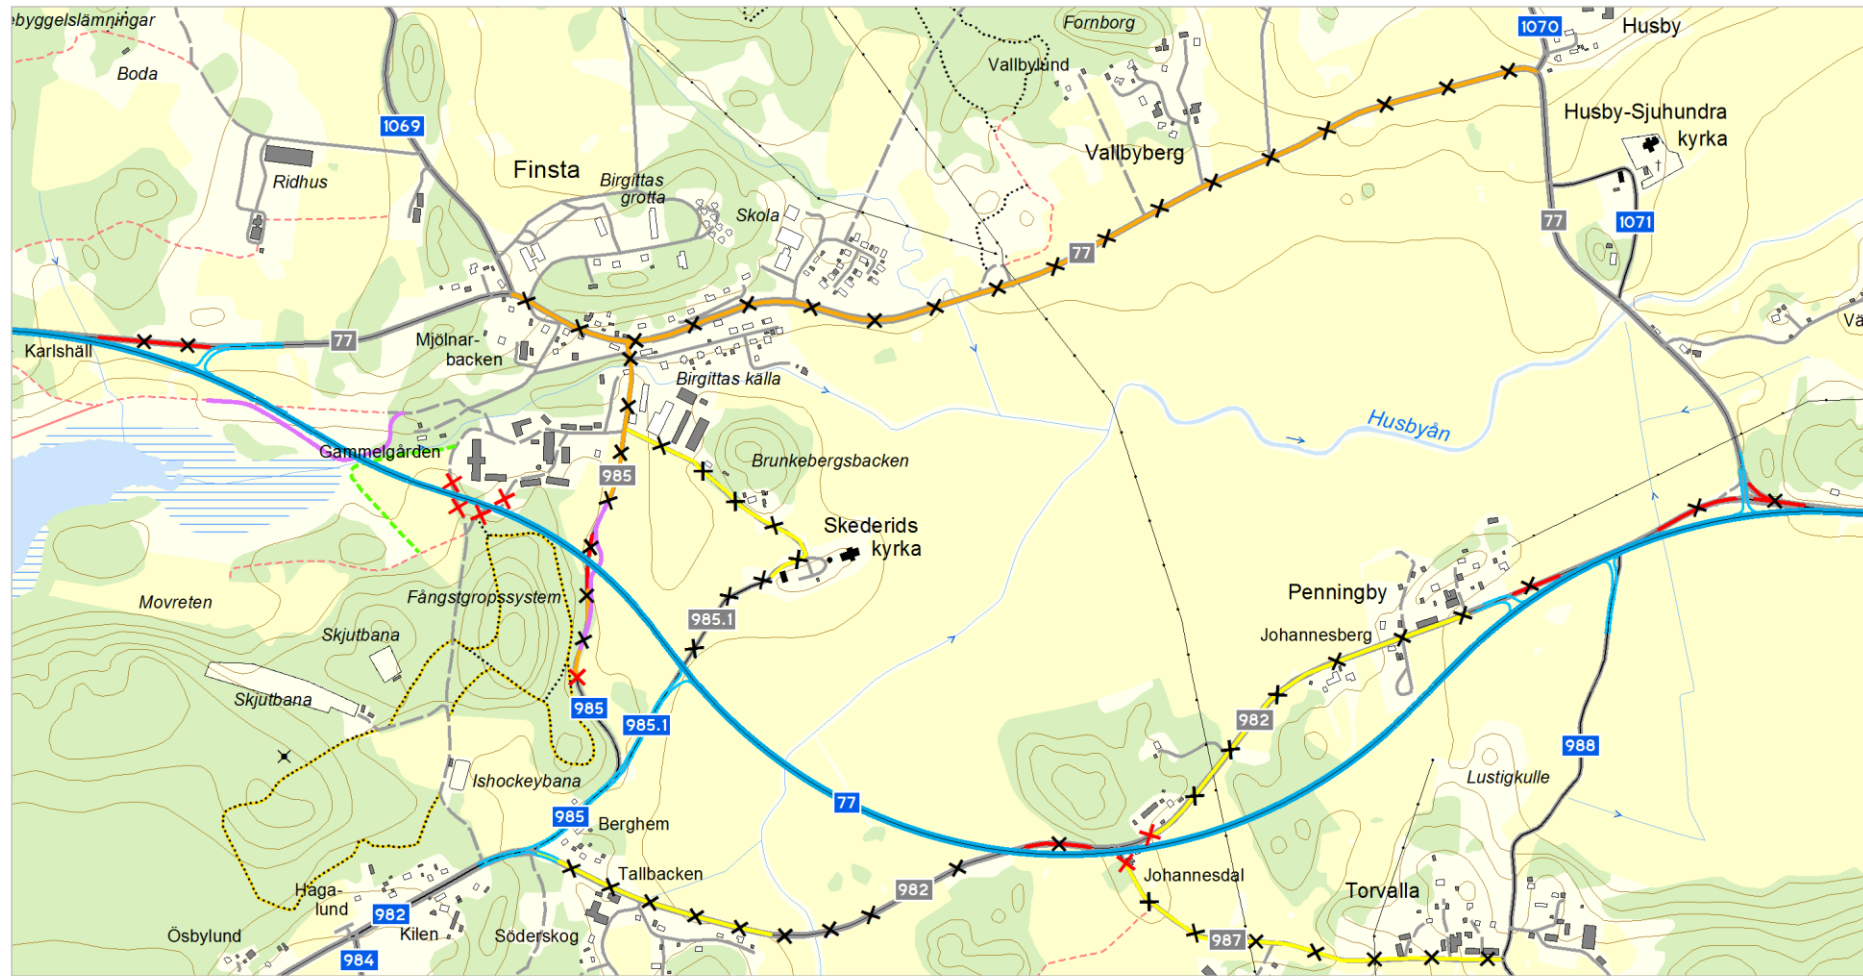 ebyggelslämningar
Fornborg
1070
Husby
Boda
Vallbylund
1069
Husby-Sjuhundra
kyrka
Finsta
Vallbyberg
Ridhus
Birgittas
grotta
Skola
77
77
1071
Karlshäll
77
Mjölnar-
backen
Vä
Birgittas källa
Husbyån
Gammelgården
985
Brunkebergsbacken
Skederids
kyrka
Movreten
Fångstgropssystem
Penningby
985.1
Skjutbana
Johannesberg
Skjutbana
985
985.1
982
988
Ishockeybana
Lustigkulle
985
77
Berghem
Tallbacken
Johannesdal
Haga-
lund
982
982
Torvalla
Ösbylund
Kilen
Söderskog
987
984